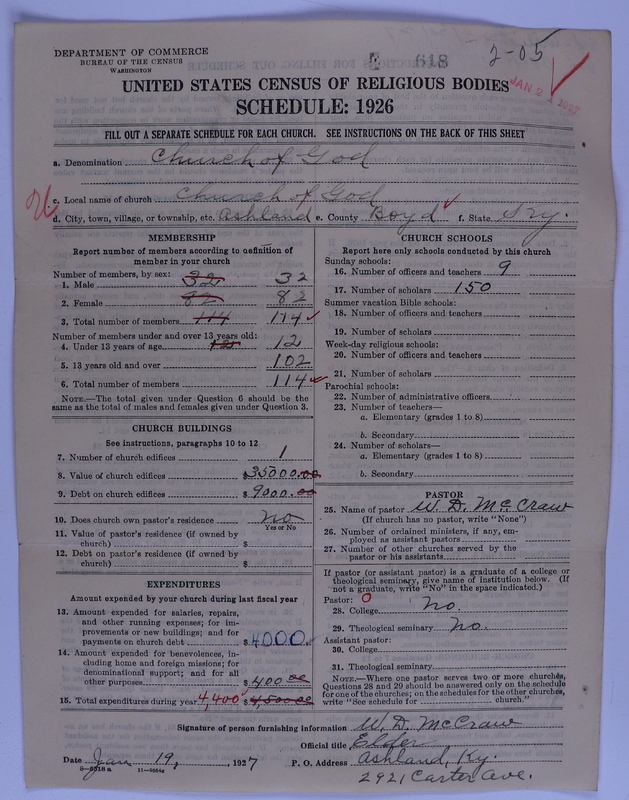 DEPARTMENT OF COMMERCE
BUREAU OF THE CENSUS
WASHINGTON
618
2-05
JAN 2 1927
UNITED STATES CENSUS OF RELIGIOUS BODIES
SCHEDULE: 1926
FILL OUT A SEPARATE SCHEDULE FOR EACH CHURCH. SEE INSTRUCTIONS ON THE BACK OF THIS SHEET
a. Denomination Church of God
c. Local name of church Church of God
d. City, town, village, or township, etc. Ashland e. County Boyd f. State Ky.
MEMBERSHIP
Report number of members according to definition of
member in your church
Number of members, by sex:
1. Male 32 32
2. Female 82 82
3. Total number of members 114 114
Number of members under and over 13 years old:
4. Under 13 years of age 12 12
5. 13 years old and over 102
6. Total number of members 114
NOTE.—The total given under Question 6 should be
same as the total of males and females given under Question 3.
CHURCH BUILDINGS
See instructions, paragraphs 10 to 12
7. Number of church edifices 1
8. Value of church edifices $35000.00
9. Debt on church edifices $9000.00
10. Does church own pastor's residence no
Yes or No
11. Value of pastor's residence (if owned by
church) $
12. Debt on pastor's residence (if owned by
church) $
EXPENDITURES
Amount expended by your church during last fiscal year
13. Amount expended for salaries, repairs,
and other running expenses; for im-
provements or new buildings; and for
payments on church debt $4000.
14. Amount expended for benevolences, in-
cluding home and foreign missions; for
denominational support; and for all
other purposes $400.00
15. Total expenditures during year 4,400 $4,500.00
CHURCH SCHOOLS
Report here only schools conducted by this church
Sunday schools:
16. Number of officers and teachers 9
17. Number of scholars 150
Summer vacation Bible schools:
18. Number of officers and teachers
19. Number of scholars
Week-day religious schools:
20. Number of officers and teachers
21. Number of scholars
Parochial schools:
22. Number of administrative officers
23. Number of teachers—
a. Elementary (grades 1 to 8)
b. Secondary
24. Number of scholars—
a. Elementary (grades 1 to 8)
b. Secondary
PASTOR
25. Name of pastor W. D. McCraw
(If church has no pastor, write "None")
26. Number of ordained ministers, if any, em-
ployed as assistant pastors
27. Number of other churches served by the
pastor or his assistants
If pastor (or assistant pastor) is a graduate of a college or
theological seminary, give name of institution below. (If
not a graduate, write "No" in the space indicated.)
Pastor: 0
28. College No.
29. Theological seminary No.
Assistant pastor:
30. College
31. Theological seminary
NOTE.—Where one pastor serves two or more churches,
Questions 28 and 29 should be answered only on the schedule
for one of the churches; on the schedules for the other churches,
write "See schedule for church."
Signature of person furnishing information W. D. McCraw
Official title Elder
Date Jan 19, 1927 P. O. Address Ashland, Ky.
8-5518 a 11-9554g 2921 Carter Ave.